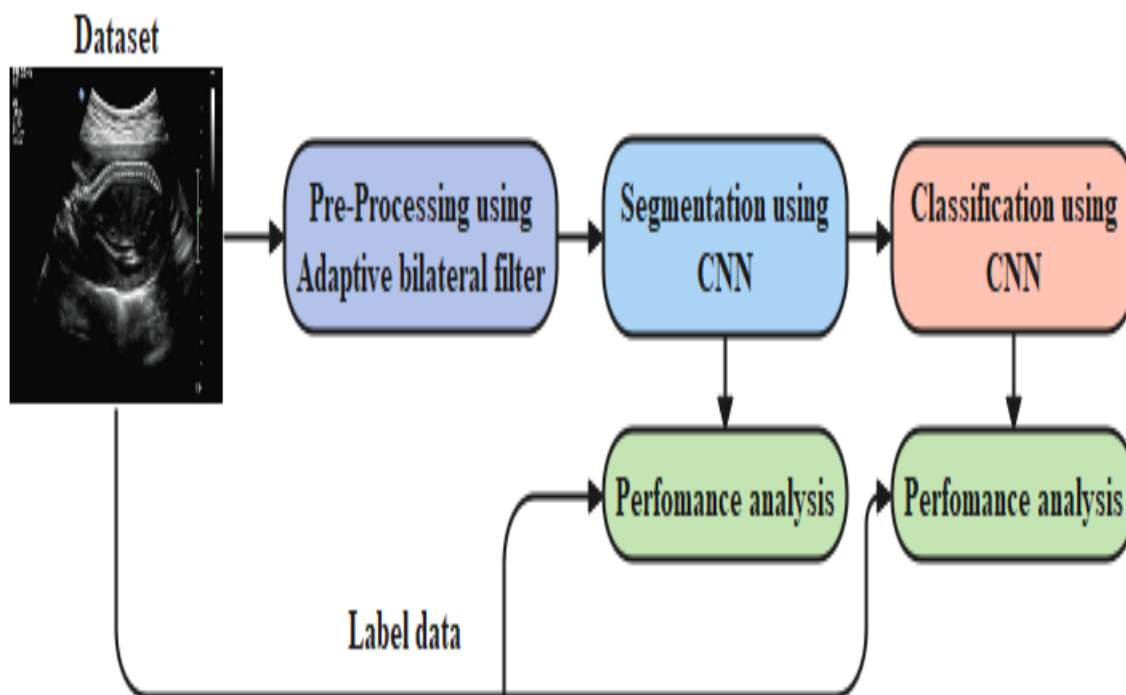 Dataset
Pre-Processing using
Adaptive bilateral filter
Segmentation using
CNN
Classification using
CNN
Perfomance analysis
Perfomance analysis
Label data